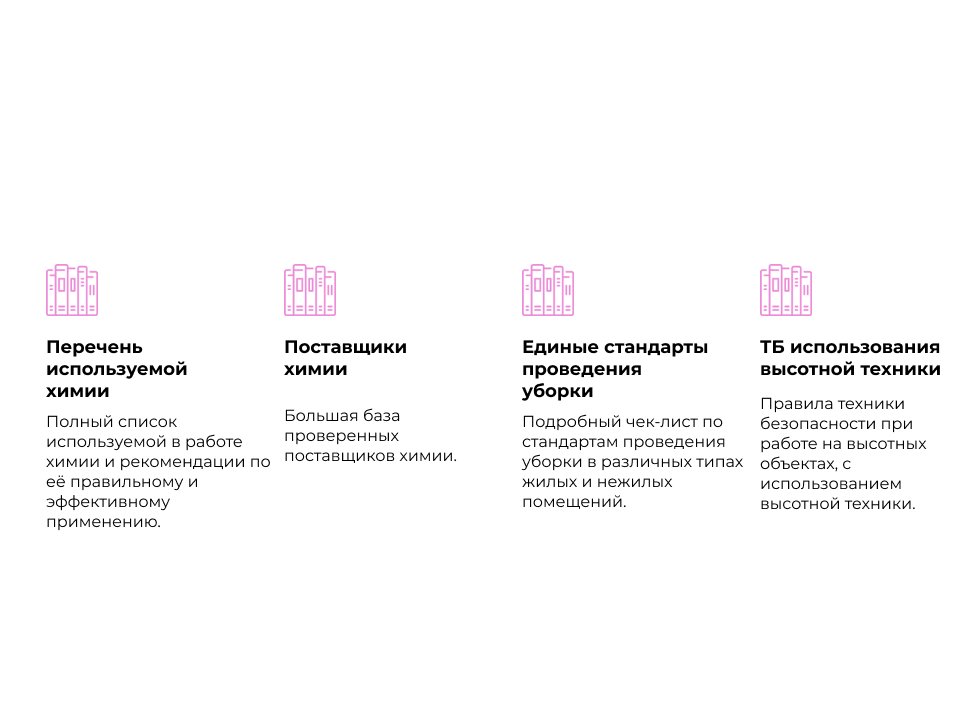 Перечень
используемой
химии
Полный список
используемой в работе
химии и рекомендации по
её правильному и
эффективному
применению.
Поставщики
химии
Большая база
проверенных
поставщиков химии.
Единые стандарты
проведения
уборки
Подробный чек-лист по
стандартам проведения
уборки в различных типах
жилых и нежилых
помещений.
ТБ использования
высотной техники
Правила техники
безопасности при
работе на высотных
объектах, с
использованием
высотной техники.